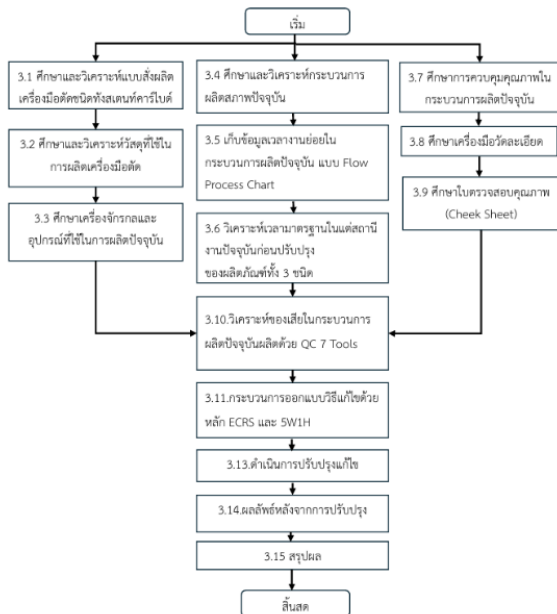 เริ่ม
3.1 ศึกษาและวิเคราะห์แบบสั่งผลิต
เครื่องมือตัดชนิดทังสเตนท์คาร์ไบด์
3.2 ศึกษาและวิเคราะห์วัสดุที่ใช้ใน
การผลิตเครื่องมือตัด
3.3 ศึกษาเครื่องจักรกลและ
อุปกรณ์ที่ใช้ในการผลิตปัจจุบัน
3.4 ศึกษาและวิเคราะห์กระบวนการ
ผลิตสภาพปัจจุบัน
3.5 เก็บข้อมูลเวลางานย่อยใน
กระบวนการผลิตปัจจุบัน แบบ Flow
Process Chart
3.6 วิเคราะห์เวลามาตรฐานในแต่สถานี
งานปัจจุบันก่อนปรับปรุง
ของผลิตภัณฑ์ทั้ง 3 ชนิด
3.7 ศึกษาการควบคุมคุณภาพใน
กระบวนการผลิตปัจจุบัน
3.8 ศึกษาเครื่องมือวัดละเอียด
3.9 ศึกษาใบตรวจสอบคุณภาพ
(Cheek Sheet)
3.10.วิเคราะห์ของเสียในกระบวนการ
ผลิตปัจจุบันผลิตด้วย QC 7 Tools
3.11.กระบวนการออกแบบวิธีแก้ไขด้วย
หลัก ECRS และ 5W1H
3.13.ดำเนินการปรับปรุงแก้ไข
3.14.ผลลัพธ์หลังจากการปรับปรุง
3.15 สรุปผล
สิ้นสด